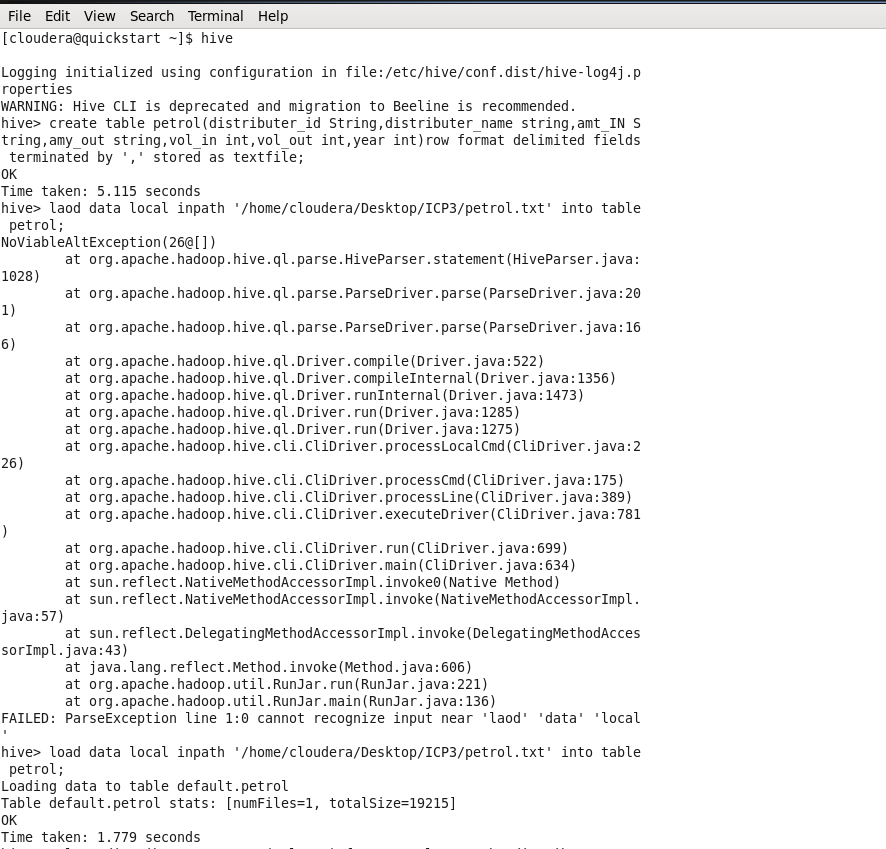 File Edit View Search Terminal Help
[cloudera@quickstart ~]$ hive
Logging initialized using configuration in file:/etc/hive/conf.dist/hive-log4j.p
roperties
WARNING: Hive CLI is deprecated and migration to Beeline is recommended.
hive> create table petrol(distributer_id String,distributer_name string,amt_IN S
tring,amy_out string,vol_in int,vol_out int,year int)row format delimited fields
 terminated by ',' stored as textfile;
OK
Time taken: 5.115 seconds
hive> laod data local inpath '/home/cloudera/Desktop/ICP3/petrol.txt' into table
 petrol;
NoViableAltException(26@[])
        at org.apache.hadoop.hive.ql.parse.HiveParser.statement(HiveParser.java:
1028)
        at org.apache.hadoop.hive.ql.parse.ParseDriver.parse(ParseDriver.java:20
1)
        at org.apache.hadoop.hive.ql.parse.ParseDriver.parse(ParseDriver.java:16
6)
        at org.apache.hadoop.hive.ql.Driver.compile(Driver.java:522)
        at org.apache.hadoop.hive.ql.Driver.compileInternal(Driver.java:1356)
        at org.apache.hadoop.hive.ql.Driver.runInternal(Driver.java:1473)
        at org.apache.hadoop.hive.ql.Driver.run(Driver.java:1285)
        at org.apache.hadoop.hive.ql.Driver.run(Driver.java:1275)
        at org.apache.hadoop.hive.cli.CliDriver.processLocalCmd(CliDriver.java:2
26)
        at org.apache.hadoop.hive.cli.CliDriver.processCmd(CliDriver.java:175)
        at org.apache.hadoop.hive.cli.CliDriver.processLine(CliDriver.java:389)
        at org.apache.hadoop.hive.cli.CliDriver.executeDriver(CliDriver.java:781
)
        at org.apache.hadoop.hive.cli.CliDriver.run(CliDriver.java:699)
        at org.apache.hadoop.hive.cli.CliDriver.main(CliDriver.java:634)
        at sun.reflect.NativeMethodAccessorImpl.invoke0(Native Method)
        at sun.reflect.NativeMethodAccessorImpl.invoke(NativeMethodAccessorImpl.
java:57)
        at sun.reflect.DelegatingMethodAccessorImpl.invoke(DelegatingMethodAcces
sorImpl.java:43)
        at java.lang.reflect.Method.invoke(Method.java:606)
        at org.apache.hadoop.util.RunJar.run(RunJar.java:221)
        at org.apache.hadoop.util.RunJar.main(RunJar.java:136)
FAILED: ParseException line 1:0 cannot recognize input near 'laod' 'data' 'local
'
hive> load data local inpath '/home/cloudera/Desktop/ICP3/petrol.txt' into table
 petrol;
Loading data to table default.petrol
Table default.petrol stats: [numFiles=1, totalSize=19215]
OK
Time taken: 1.779 seconds